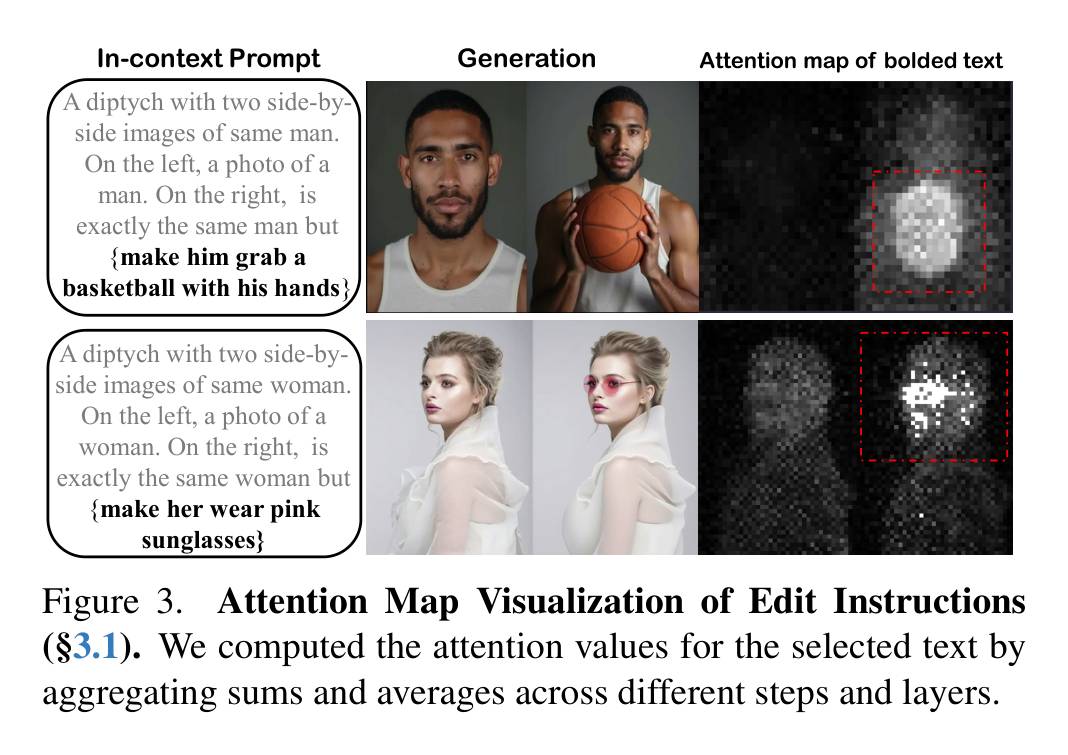 In-context Prompt
Generation
Attention map of bolded text
A diptych with two side-by-
side images of same man.
On the left, a photo of a
man. On the right, is
exactly the same man but
{make him grab a
basketball with his hands}
A diptych with two side-by-
side images of same woman.
On the left, a photo of a
woman. On the right, is
exactly the same woman but
{make her wear pink
sunglasses}
Figure 3. Attention Map Visualization of Edit Instructions
(§3.1). We computed the attention values for the selected text by
aggregating sums and averages across different steps and layers.